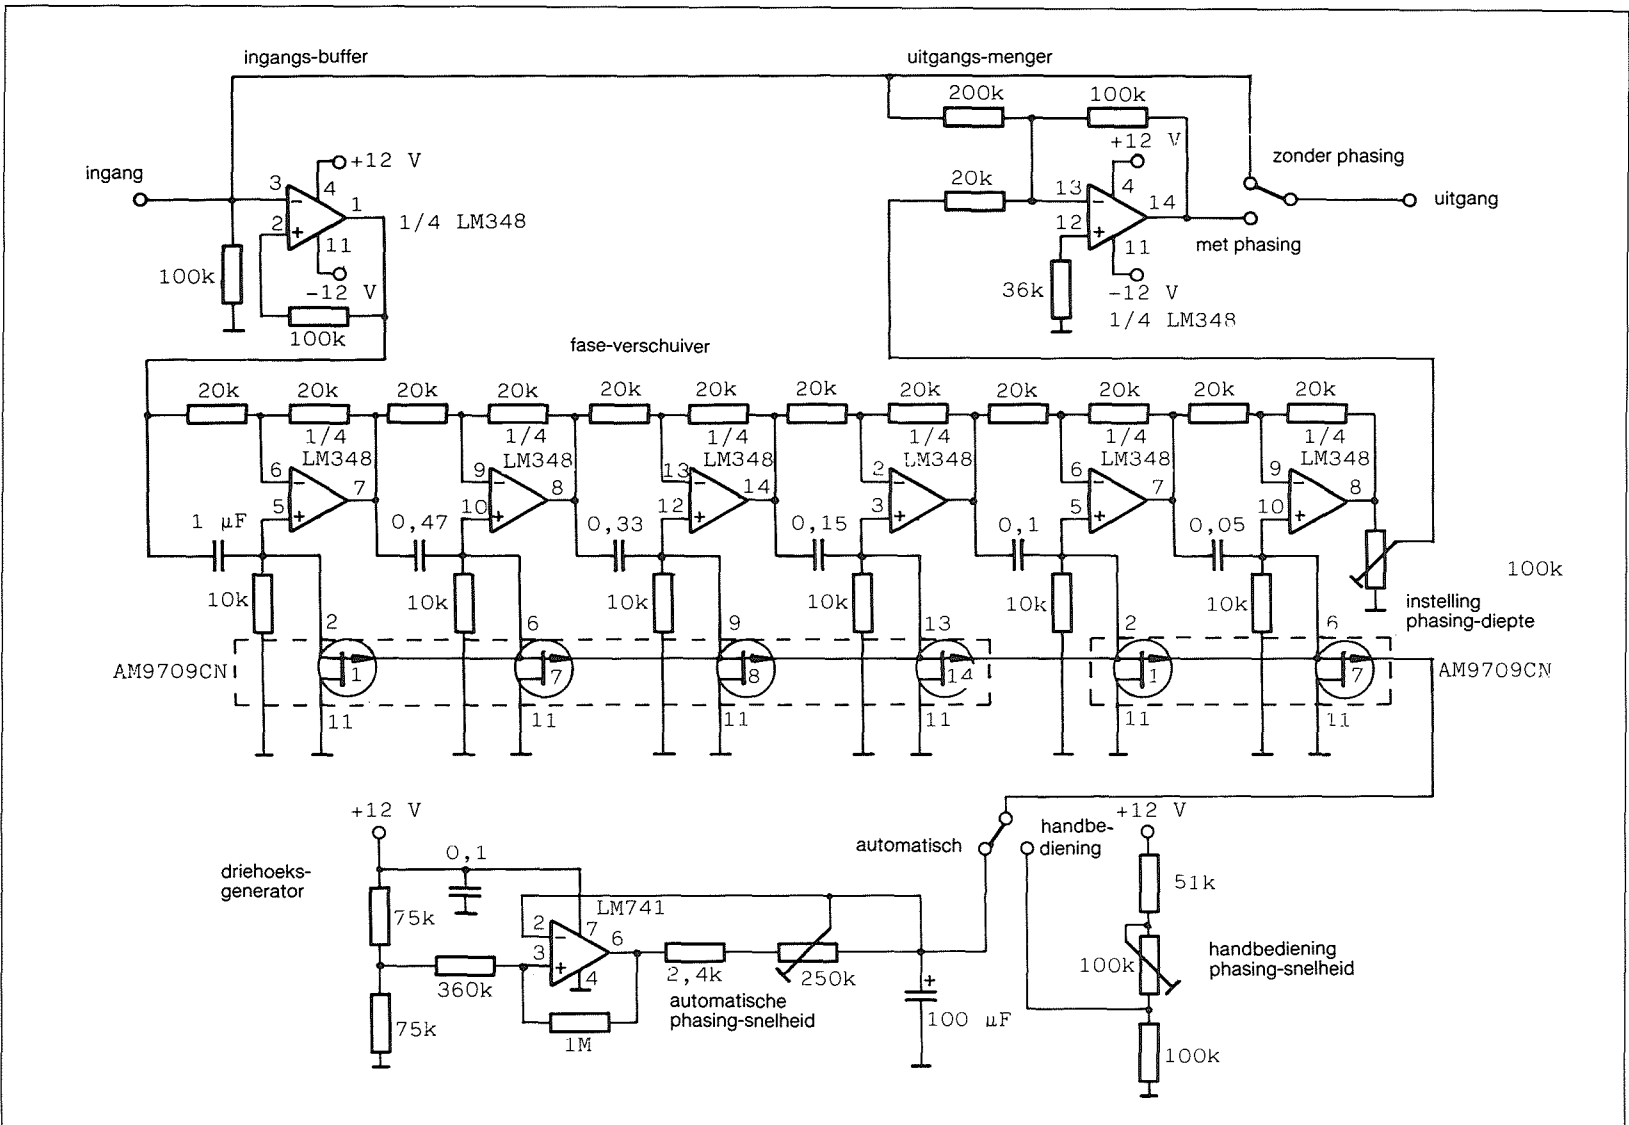 ingangs-buffer
uitgangs-menger
200k
100k
+12 V
ingang
3
4
+12 V
−
1
2
+
11
1/4 LM348
100k
-12 V
100k
20k
13
4
−
14
12
+
11
36k
-12 V
1/4 LM348
zonder phasing
uitgang
met phasing
fase-verschuiver
20k
20k
20k
20k
20k
20k
20k
20k
20k
20k
20k
20k
1/4
LM348
1/4
LM348
1/4
LM348
1/4
LM348
1/4
LM348
1/4
LM348
6
−
7
5
+
9
−
8
10
+
13
−
14
12
+
2
−
3
+
6
−
7
5
+
9
−
8
10
+
1 µF
0,47
0,33
0,15
0,1
0,05
100k
instelling
phasing-diepte
10k
10k
10k
10k
10k
10k
2
6
9
13
2
6
AM9709CN
1
7
8
14
1
7
AM9709CN
11
11
11
11
11
11
+12 V
driehoeks-
generator
0,1
75k
LM741
2
−
7
3
+
6
4
360k
75k
1M
2,4k
250k
automatische
phasing-snelheid
+
100 µF
automatisch
handbe-
diening
+12 V
51k
100k
handbediening
phasing-snelheid
100k